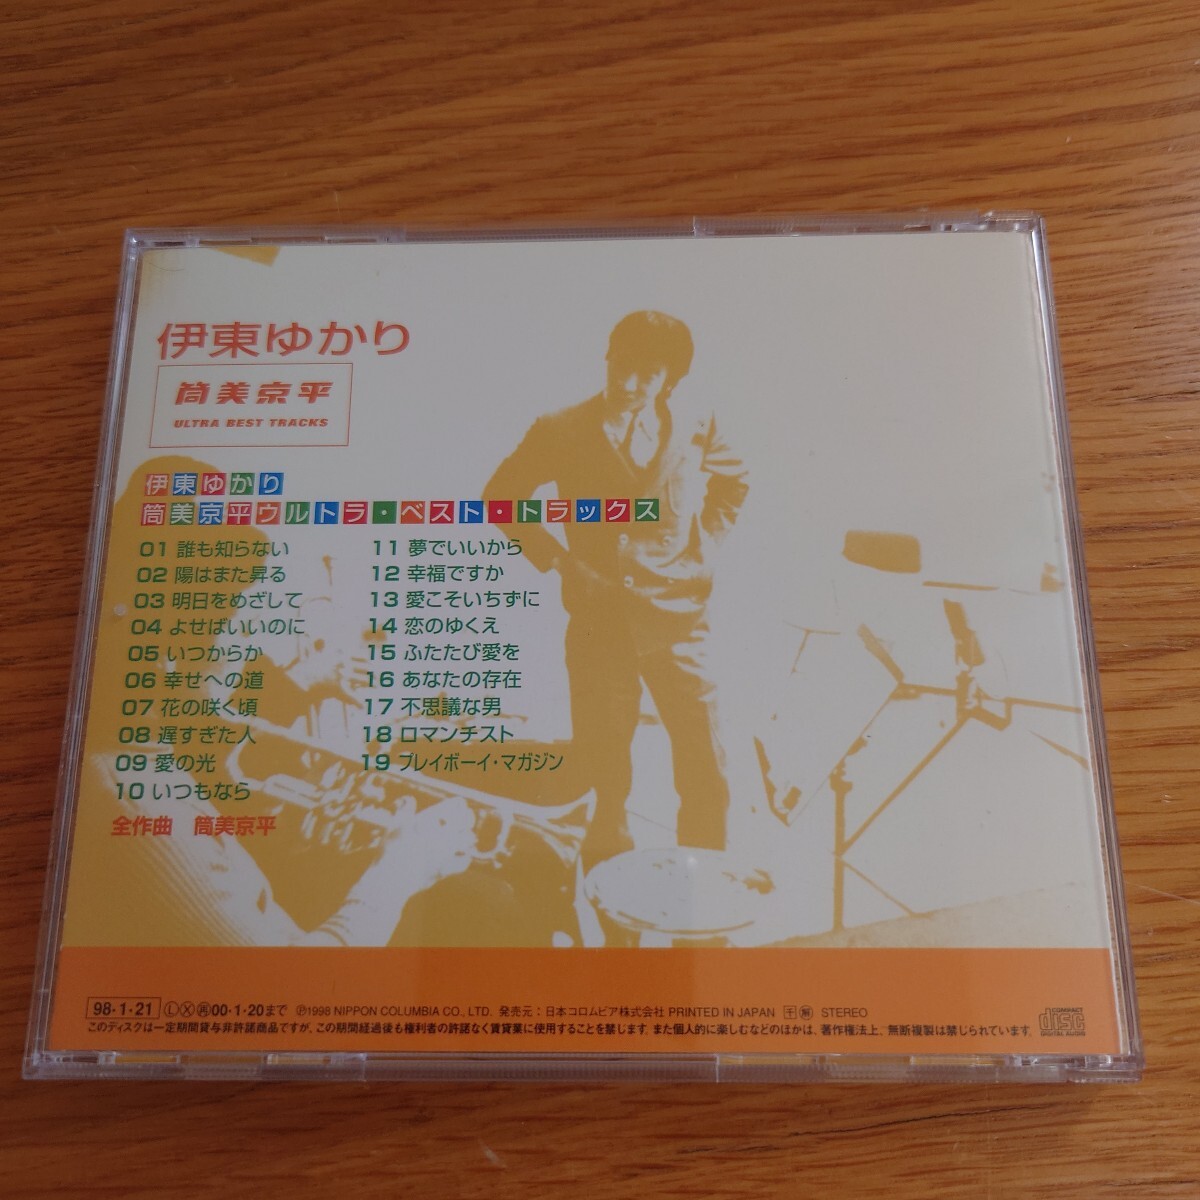 伊東ゆかり
筒美京平
ULTRA BEST TRACKS
伊東ゆかり
筒美京平ウルトラ・ベスト・トラックス
01 誰も知らない
02 陽はまた昇る
03 明日をめざして
04 よせばいいのに
05 いつからか
06 幸せへの道
07 花の咲く頃
08 遅すぎた人
09 愛の光
10 いつもなら
11 夢でいいから
12 幸福ですか
13 愛こそいちずに
14 恋のゆくえ
15 ふたたび愛を
16 あなたの存在
17 不思議な男
18 ロマンチスト
19 プレイボーイ・マガジン
全作曲 筒美京平
98・1・21 ⓁⓍ㊞00・1・20まで ℗1998 NIPPON COLUMBIA CO., LTD. 発売元：日本コロムビア株式会社 PRINTED IN JAPAN STEREO
このディスクは一定期間貸与非許諾商品ですが、この期間経過後も権利者の許諾なく賃貸業に使用することを禁じます。また個人的に楽しむなどのほかは、著作権法上、無断複製は禁じられています。
COMPACT
disc
DIGITAL AUDIO